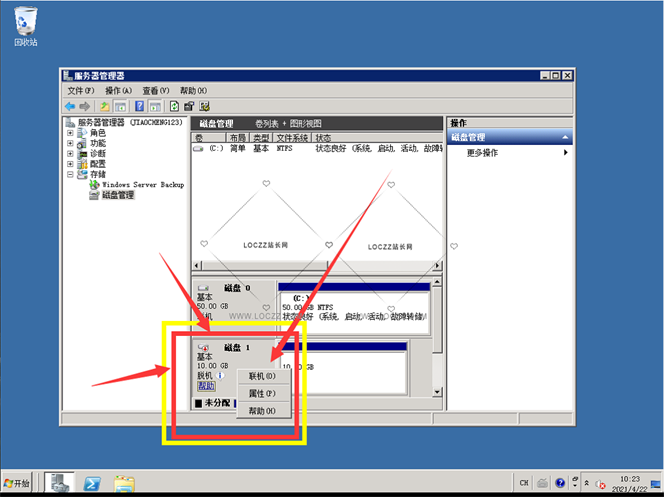 回收站
服务器管理器
文件(F) 操作(A) 查看(V) 帮助(H)
服务器管理器 (JIAOCHENG123)
角色
功能
诊断
配置
存储
Windows Server Backup
磁盘管理
磁盘管理 卷列表 + 图形视图
卷 布局 类型 文件系统 状态
(C:) 简单 基本 NTFS 状态良好 (系统, 启动, 活动, 故障转
LOCZZ站长网
LOCZZ站长网
磁盘 0
基本
50.00 GB
联机
(C:)
50.00 GB NTFS
状态良好 (系统, 启动, 活动, 故障转储
WWW.LOCZZ
.COM
磁盘 1
基本
10.00 GB
脱机
帮助
GB
联机(O)
属性(P)
帮助(H)
未分配
操作
磁盘管理
更多操作
开始
CH
10:23
2021/4/22